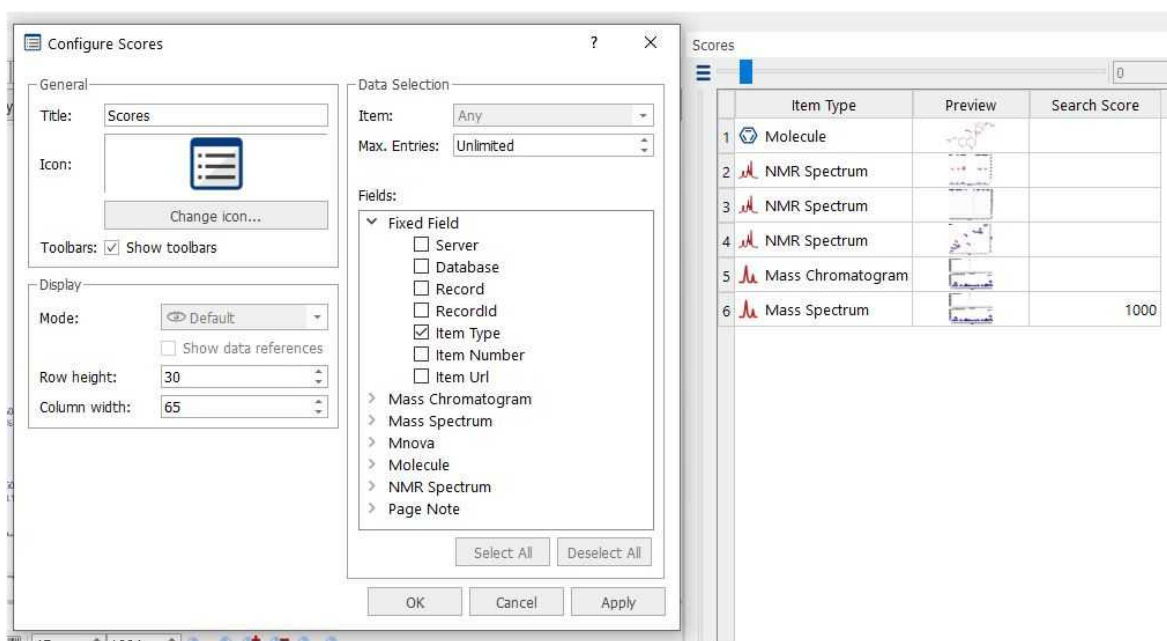 Configure Scores
?
General
Title: Scores
Icon:
Change icon...
Toolbars: Show toolbars
Display
Mode: Default
Show data references
Row height: 30
Column width: 65
Data Selection
Item: Any
Max. Entries: Unlimited
Fields:
Fixed Field
Server
Database
Record
RecordId
Item Type
Item Number
Item Url
Mass Chromatogram
Mass Spectrum
Mnova
Molecule
NMR Spectrum
Page Note
Select All Deselect All
OK Cancel Apply
Scores
0
Item Type Preview Search Score
1 Molecule
2 NMR Spectrum
3 NMR Spectrum
4 NMR Spectrum
5 Mass Chromatogram
6 Mass Spectrum 1000